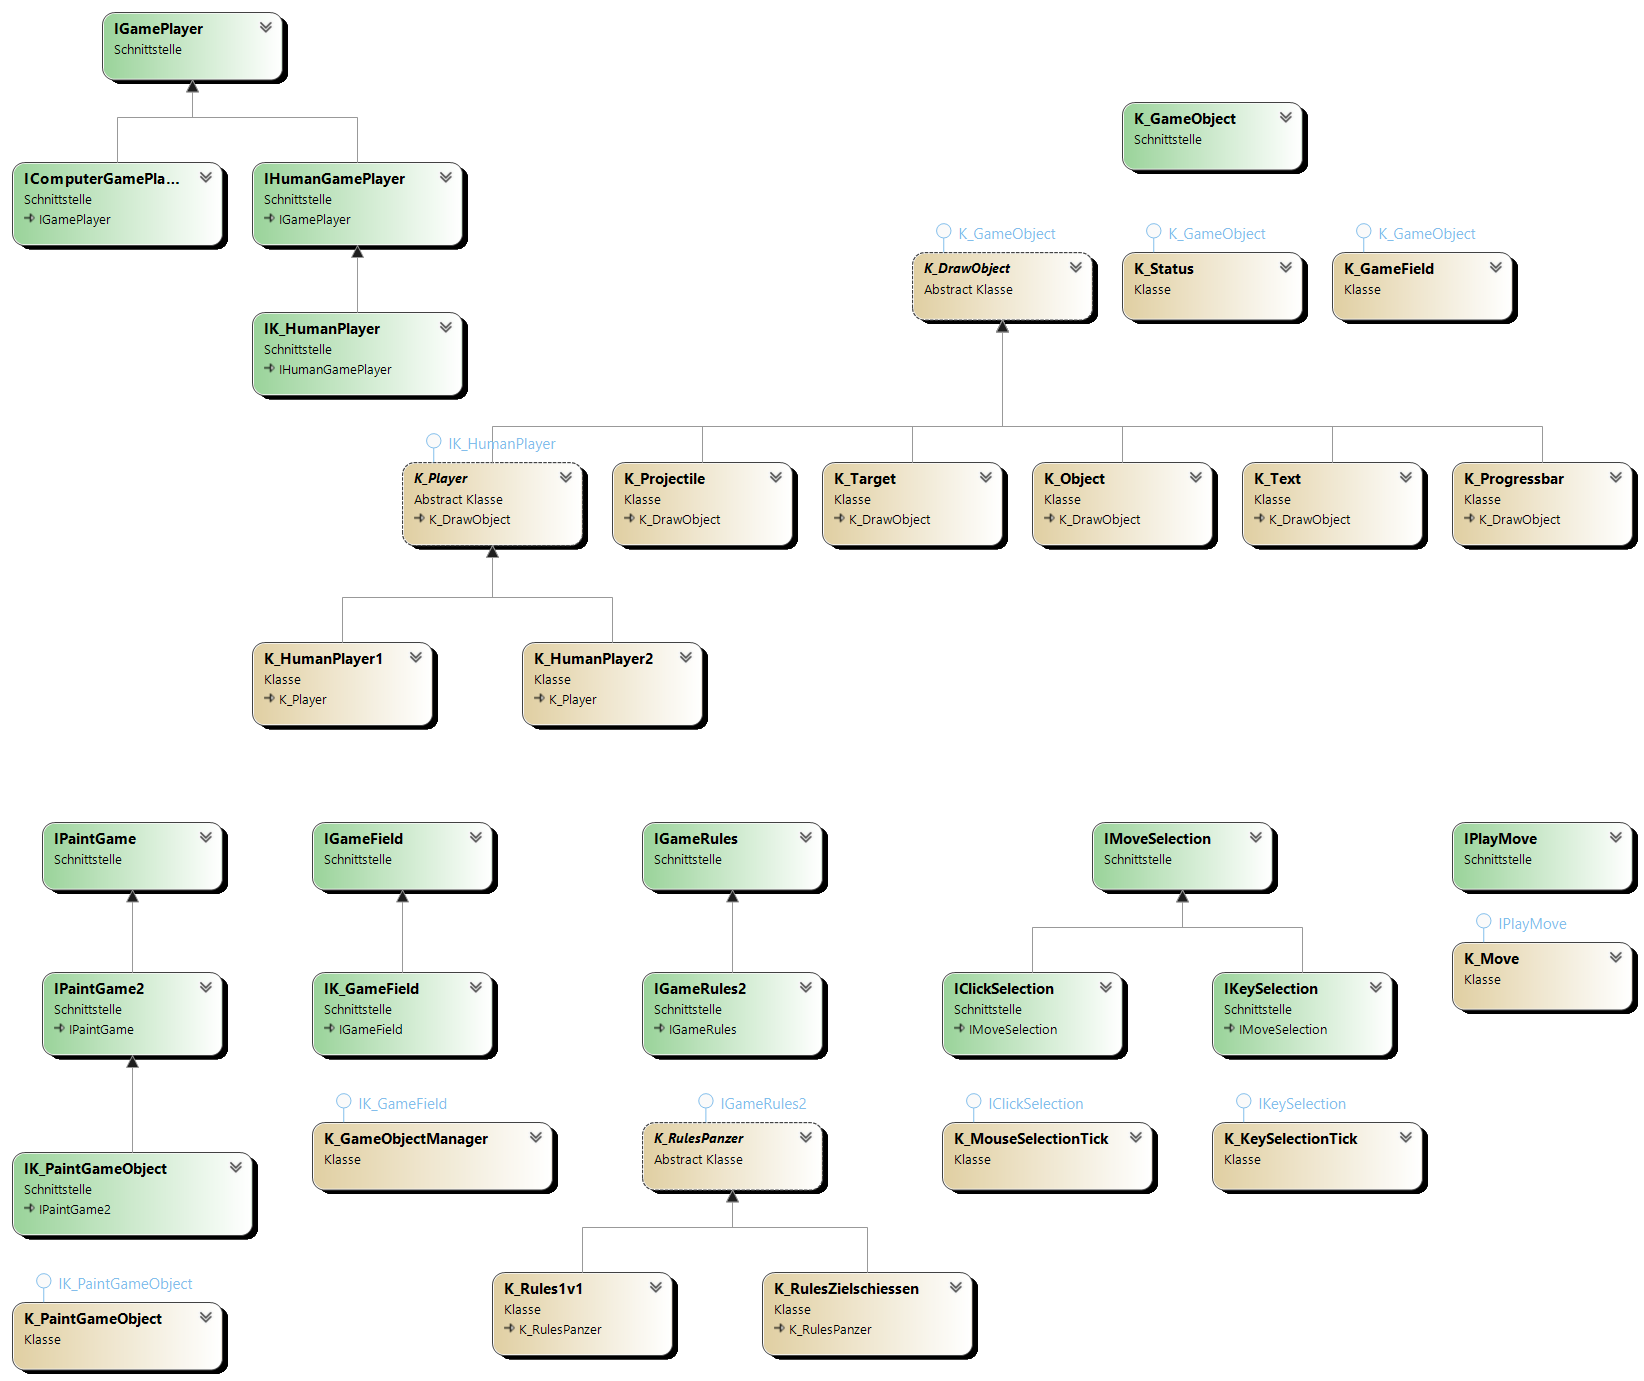 IGamePlayer
Schnittstelle
K_GameObject
Schnittstelle
IComputerGamePla...
Schnittstelle
IGamePlayer
IHumanGamePlayer
Schnittstelle
IGamePlayer
K_GameObject
K_DrawObject
Abstract Klasse
K_GameObject
K_Status
Klasse
K_GameObject
K_GameField
Klasse
IK_HumanPlayer
Schnittstelle
IHumanGamePlayer
IK_HumanPlayer
K_Player
Abstract Klasse
K_DrawObject
K_Projectile
Klasse
K_DrawObject
K_Target
Klasse
K_DrawObject
K_Object
Klasse
K_DrawObject
K_Text
Klasse
K_DrawObject
K_Progressbar
Klasse
K_DrawObject
K_HumanPlayer1
Klasse
K_Player
K_HumanPlayer2
Klasse
K_Player
IPaintGame
Schnittstelle
IGameField
Schnittstelle
IGameRules
Schnittstelle
IMoveSelection
Schnittstelle
IPlayMove
Schnittstelle
IPlayMove
K_Move
Klasse
IPaintGame2
Schnittstelle
IPaintGame
IK_GameField
Schnittstelle
IGameField
IGameRules2
Schnittstelle
IGameRules
IClickSelection
Schnittstelle
IMoveSelection
IKeySelection
Schnittstelle
IMoveSelection
IK_GameField
K_GameObjectManager
Klasse
IGameRules2
K_RulesPanzer
Abstract Klasse
IClickSelection
K_MouseSelectionTick
Klasse
IKeySelection
K_KeySelectionTick
Klasse
IK_PaintGameObject
Schnittstelle
IPaintGame2
IK_PaintGameObject
K_PaintGameObject
Klasse
K_Rules1v1
Klasse
K_RulesPanzer
K_RulesZielschiessen
Klasse
K_RulesPanzer